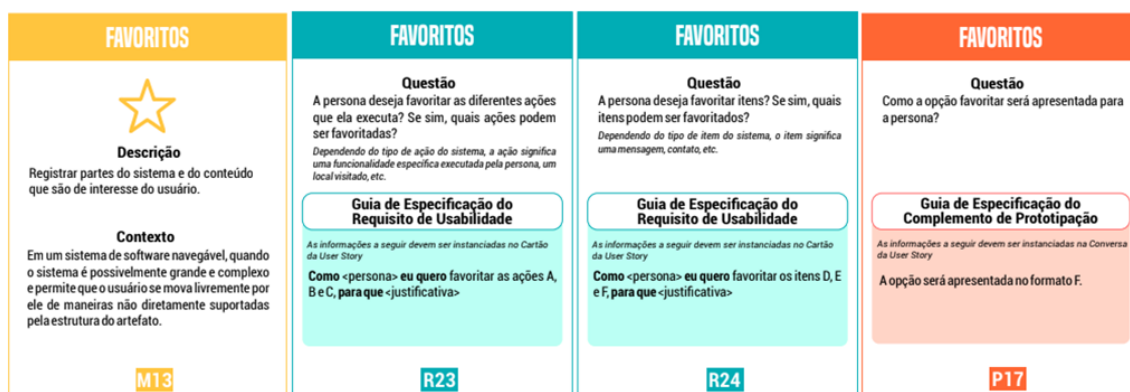 FAVORITOS
Descrição
Registrar partes do sistema e do conteúdo
que são de interesse do usuário.
Contexto
Em um sistema de software navegável, quando
o sistema é possivelmente grande e complexo
e permite que o usuário se mova livremente por
ele de maneiras não diretamente suportadas
pela estrutura do artefato.
M13
FAVORITOS
Questão
A persona deseja favoritar as diferentes ações
que ela executa? Se sim, quais ações podem
ser favoritadas?
Dependendo do tipo de ação do sistema, a ação significa
uma funcionalidade específica executada pela persona, um
local visitado, etc.
Guia de Especificação do
Requisito de Usabilidade
As informações a seguir devem ser instanciadas no Cartão
da User Story
Como <persona> eu quero favoritar as ações A,
B e C, para que <justificativa>
R23
FAVORITOS
Questão
A persona deseja favoritar itens? Se sim, quais
itens podem ser favoritados?
Dependendo do tipo de item do sistema, o item significa
uma mensagem, contato, etc.
Guia de Especificação do
Requisito de Usabilidade
As informações a seguir devem ser instanciadas no Cartão
da User Story
Como <persona> eu quero favoritar os itens D, E
e F, para que <justificativa>
R24
FAVORITOS
Questão
Como a opção favoritar será apresentada para
a persona?
Guia de Especificação do
Complemento de Prototipação
As informações a seguir devem ser instanciadas na Conversa
da User Story
A opção será apresentada no formato F.
P17